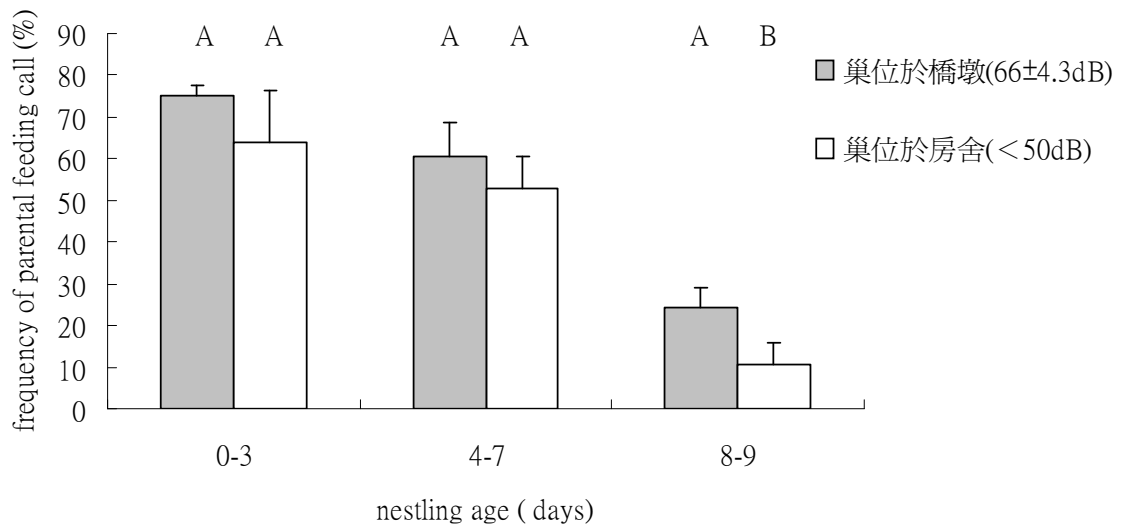 frequency of parental feeding call (%)
90
80
70
60
50
40
30
20
10
0
A A A A A B
巢位於橋墩(66±4.3dB)
巢位於房舍(＜50dB)
0-3 4-7 8-9
nestling age ( days)